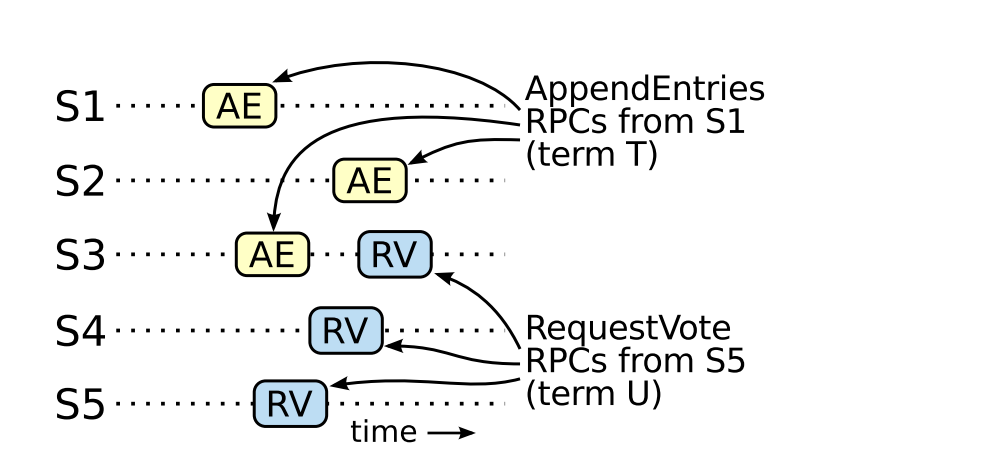 S1 AE
AppendEntries
RPCs from S1
(term T)
S2 AE
S3 AE RV
S4 RV
RequestVote
RPCs from S5
(term U)
S5 RV
time